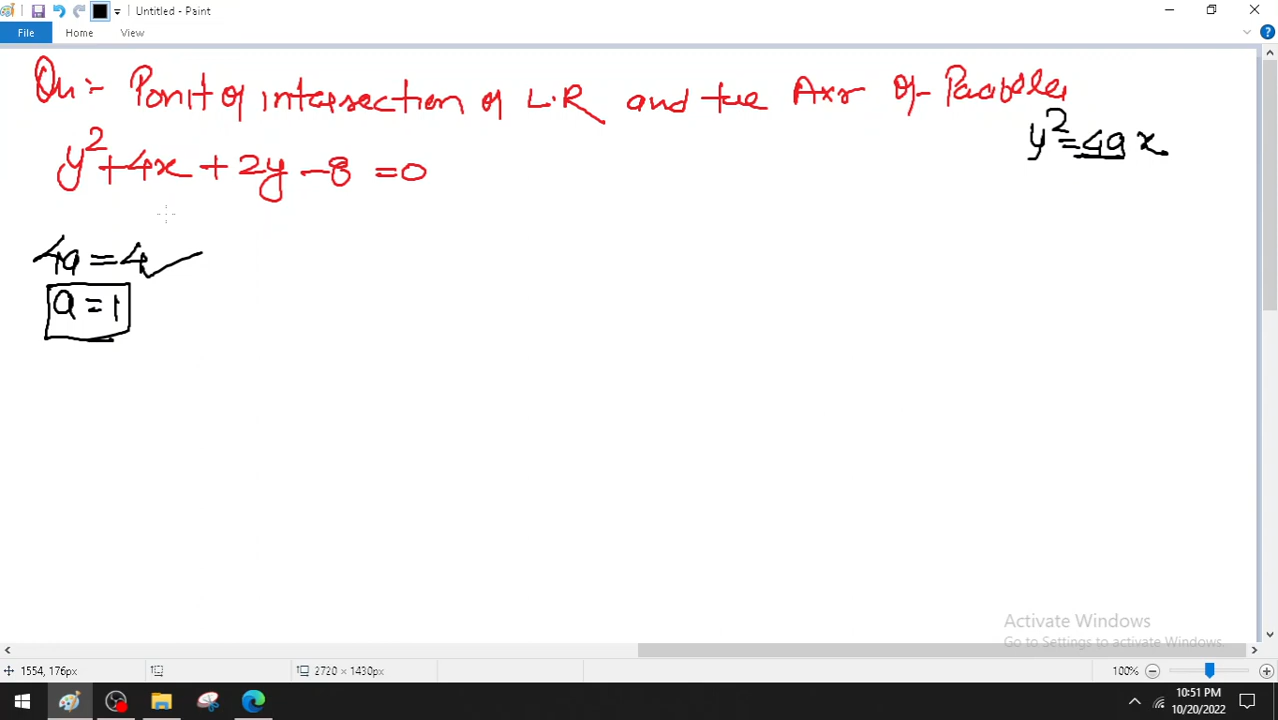 Untitled - Paint
File Home View
Qn :- Point of intersection of L.R and the Axis of Parabola
y²=4ax
y²+4x+2y-8=0
4a=4
a=1
Activate Windows
Go to Settings to activate Windows.
1554, 176px
2720 × 1430px
100%
10:51 PM
10/20/2022